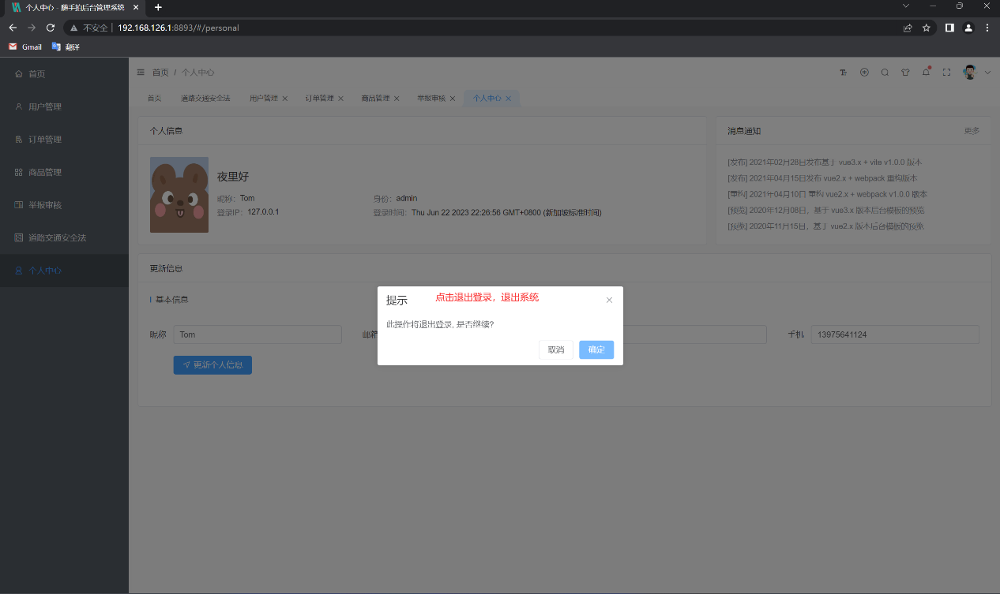 个人中心 - 随手拍后台管理系统
不安全 192.168.126.1:8893/#/personal
Gmail 翻译
首页
用户管理
订单管理
商品管理
举报审核
道路交通安全法
个人中心
首页 / 个人中心
首页 道路交通安全法 用户管理 订单管理 商品管理 举报审核 个人中心
个人信息
夜里好
昵称： Tom 身份： admin
登录IP： 127.0.0.1 登录时间： Thu Jun 22 2023 22:26:56 GMT+0800 (新加坡标准时间)
消息通知 更多
[发布] 2021年02月28日发布基于 vue3.x + vite v1.0.0 版本
[发布] 2021年04月15日发布 vue2.x + webpack 重构版本
[重构] 2021年04月10日 重构 vue2.x + webpack v1.0.0 版本
[预览] 2020年12月08日，基于 vue3.x 版本后台模板的预览
[预览] 2020年11月15日，基于 vue2.x 版本后台模板的预览
更新信息
基本信息
昵称 Tom 邮箱 手机 13975641124
更新个人信息
提示 点击退出登录，退出系统
此操作将退出登录, 是否继续?
取消 确定